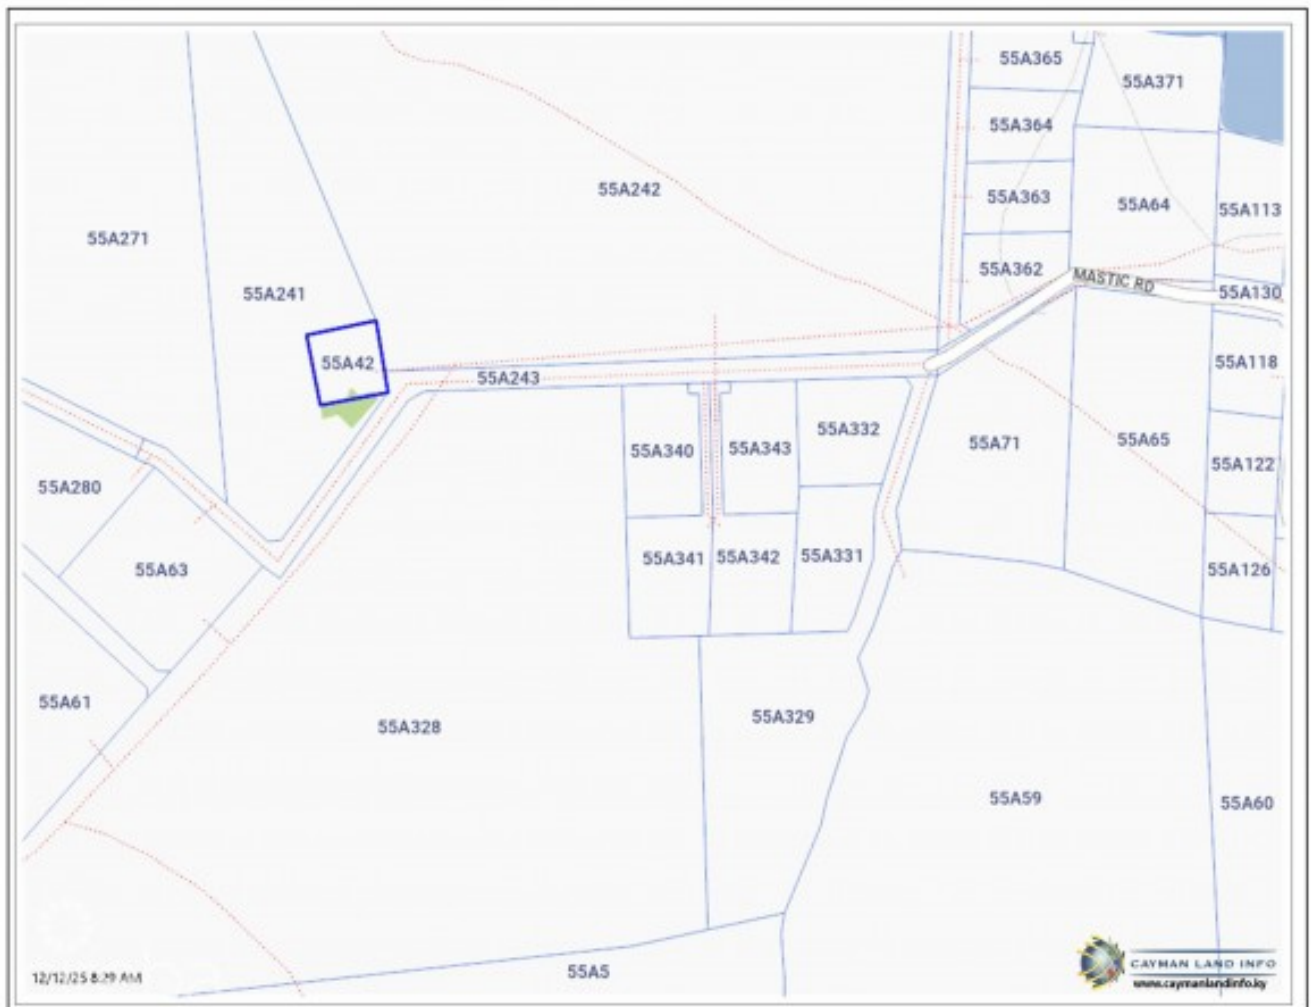 55A365
55A371
55A364
55A242
55A363
55A64
55A113
55A271
55A362
MASTIC RD
55A241
55A130
55A42
55A243
55A118
55A332
55A340
55A343
55A71
55A65
55A122
55A280
55A341
55A342
55A331
55A63
55A126
55A61
55A328
55A329
55A59
55A60
55A5
12/12/25 8:29 AM
CAYMAN LAND INFO
www.caymanlandinfo.ky